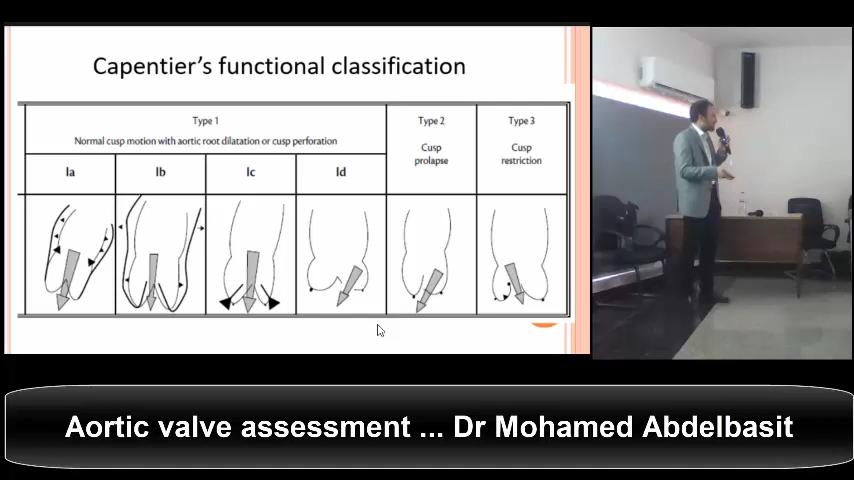 Capentier's functional classification
Type 1
Normal cusp motion with aortic root dilatation or cusp perforation
Type 2
Cusp
prolapse
Type 3
Cusp
restriction
Ia
Ib
Ic
Id
Aortic valve assessment ... Dr Mohamed Abdelbasit